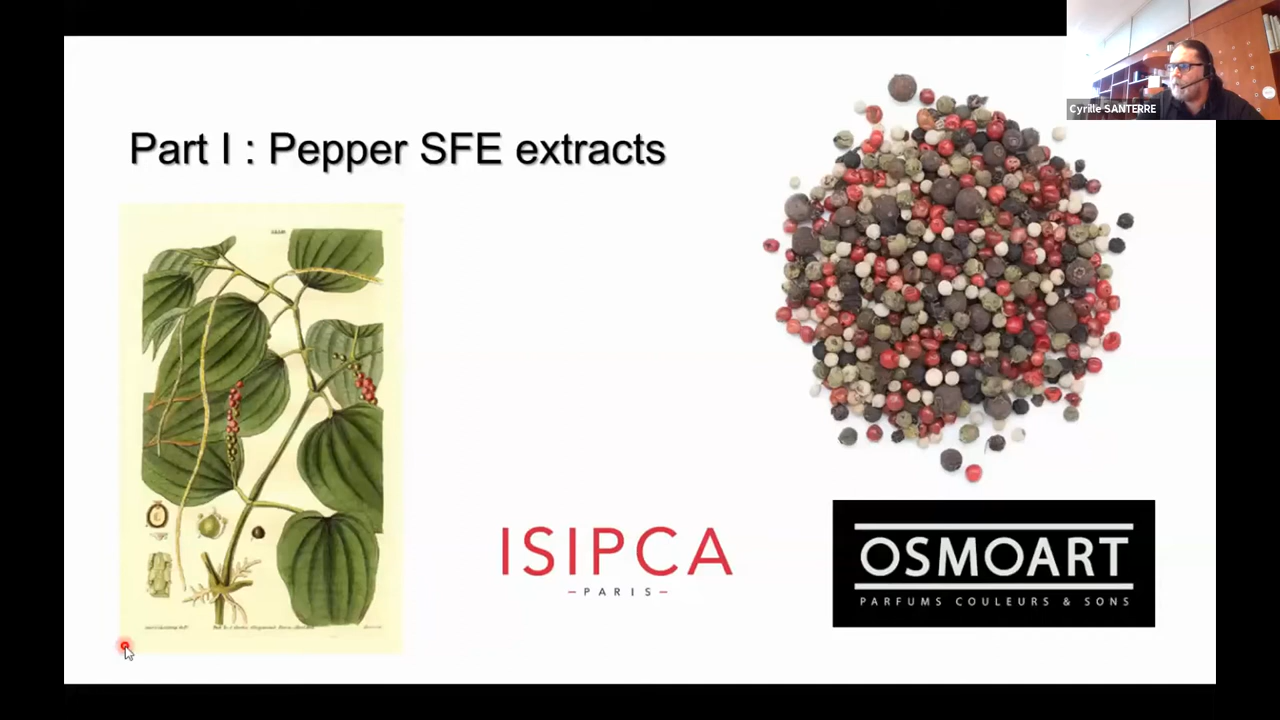 Cyrille SANTERRE
Part I : Pepper SFE extracts
ISIPCA
–PARIS–
OSMOART
PARFUMS COULEURS & SONS